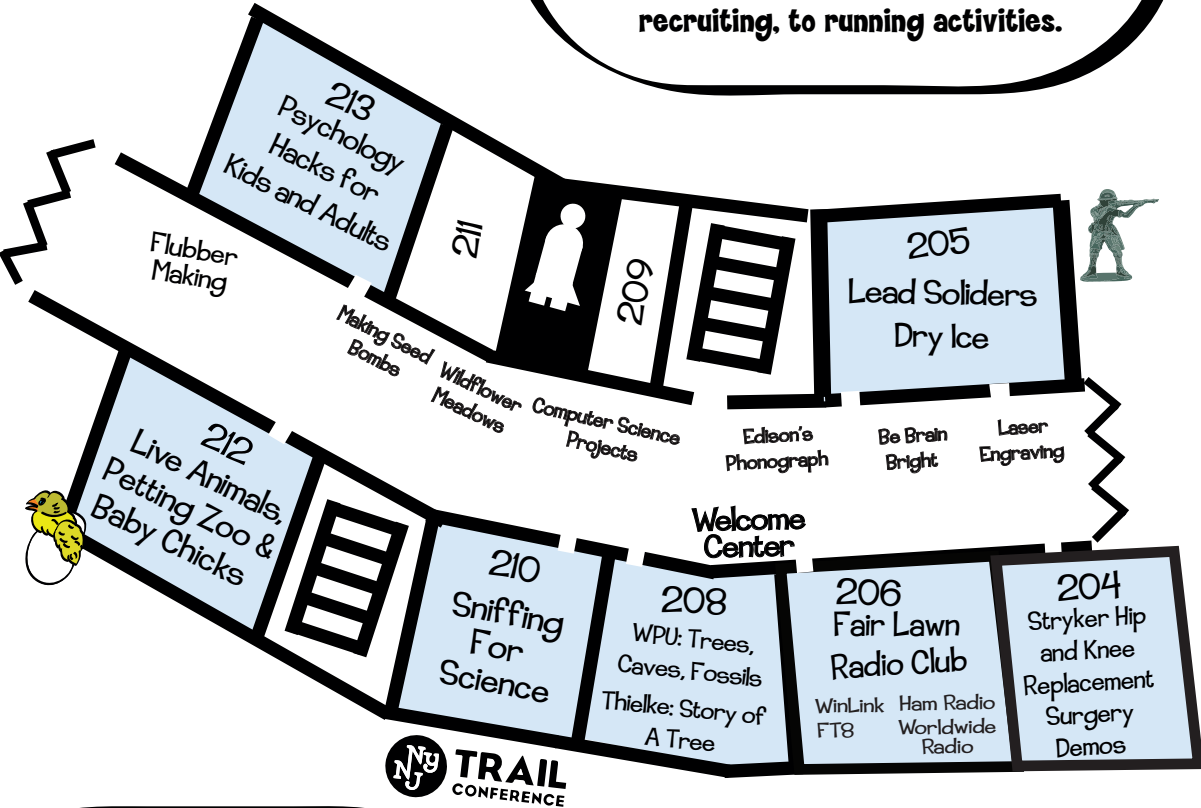 recruiting, to running activities.
213
Psychology
Hacks for
Kids and Adults
211
209
205
Lead Soliders
Dry Ice
Flubber
Making
Making Seed
Bombs
Wildflower
Meadows
Computer Science
Projects
Edison's
Phonograph
Be Brain
Bright
Laser
Engraving
Welcome
Center
212
Live Animals,
Petting Zoo &
Baby Chicks
210
Sniffing
For
Science
208
WPU: Trees,
Caves, Fossils
Thielke: Story of
A Tree
206
Fair Lawn
Radio Club
WinLink
FT8
Ham Radio
Worldwide
Radio
204
Stryker Hip
and Knee
Replacement
Surgery
Demos
NY
NJ
TRAIL
CONFERENCE